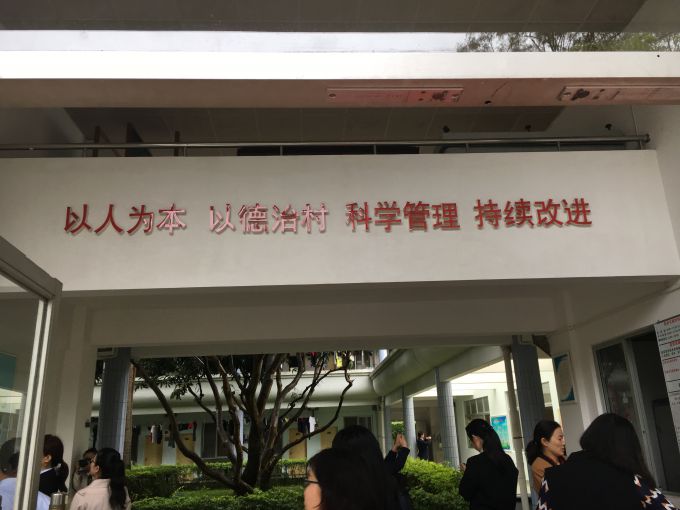 以人为本 以德治村 科学管理 持续改进